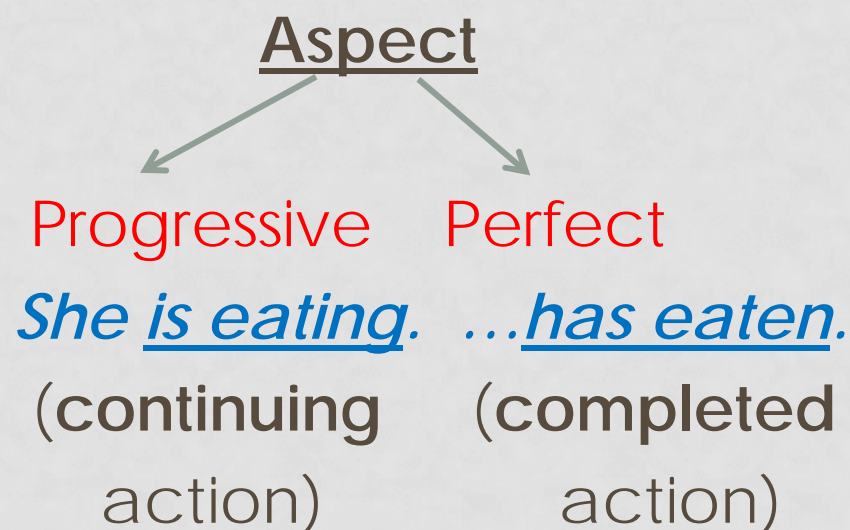 Aspect
Progressive Perfect
She is eating. ...has eaten.
(continuing (completed
action) action)